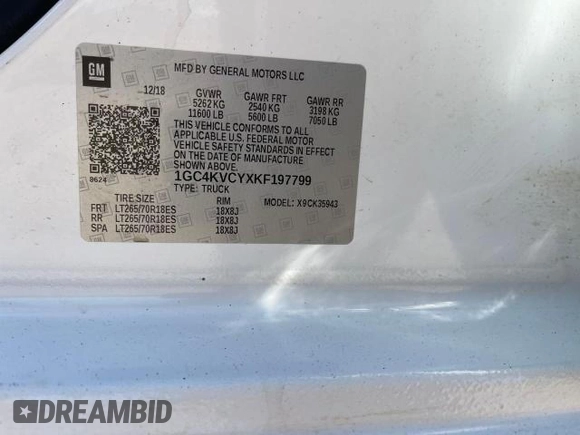 GM
MFD BY GENERAL MOTORS LLC
12/18 GVWR GAWR FRT GAWR RR
5262 KG 2540 KG 3198 KG
11600 LB 5600 LB 7050 LB
THIS VEHICLE CONFORMS TO ALL
APPLICABLE U.S. FEDERAL MOTOR
VEHICLE SAFETY STANDARDS IN EFFECT
ON THE DATE OF MANUFACTURE
SHOWN ABOVE.
8624
1GC4KVCYXKF197799
TYPE: TRUCK
TIRE SIZE RIM MODEL: X9CK35943
FRT LT265/70R18ES 18X8J
RR LT265/70R18ES 18X8J
SPA LT265/70R18ES 18X8J
DREAMBID